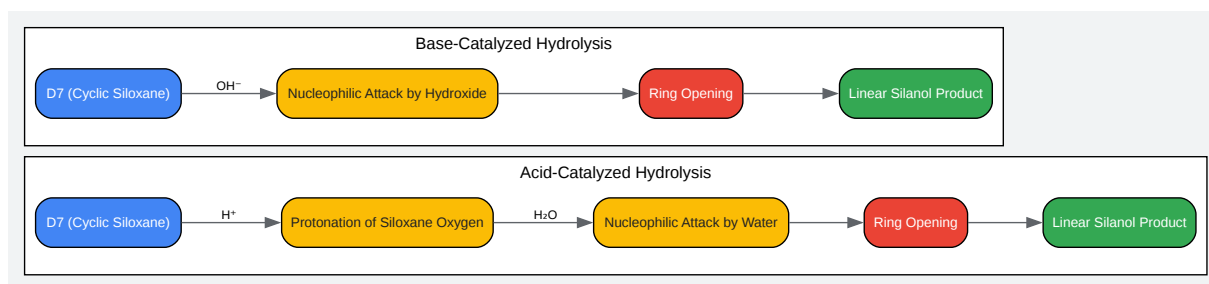 Base-Catalyzed Hydrolysis
D7 (Cyclic Siloxane)
OH⁻
Nucleophilic Attack by Hydroxide
Ring Opening
Linear Silanol Product
Acid-Catalyzed Hydrolysis
D7 (Cyclic Siloxane)
H⁺
Protonation of Siloxane Oxygen
H₂O
Nucleophilic Attack by Water
Ring Opening
Linear Silanol Product